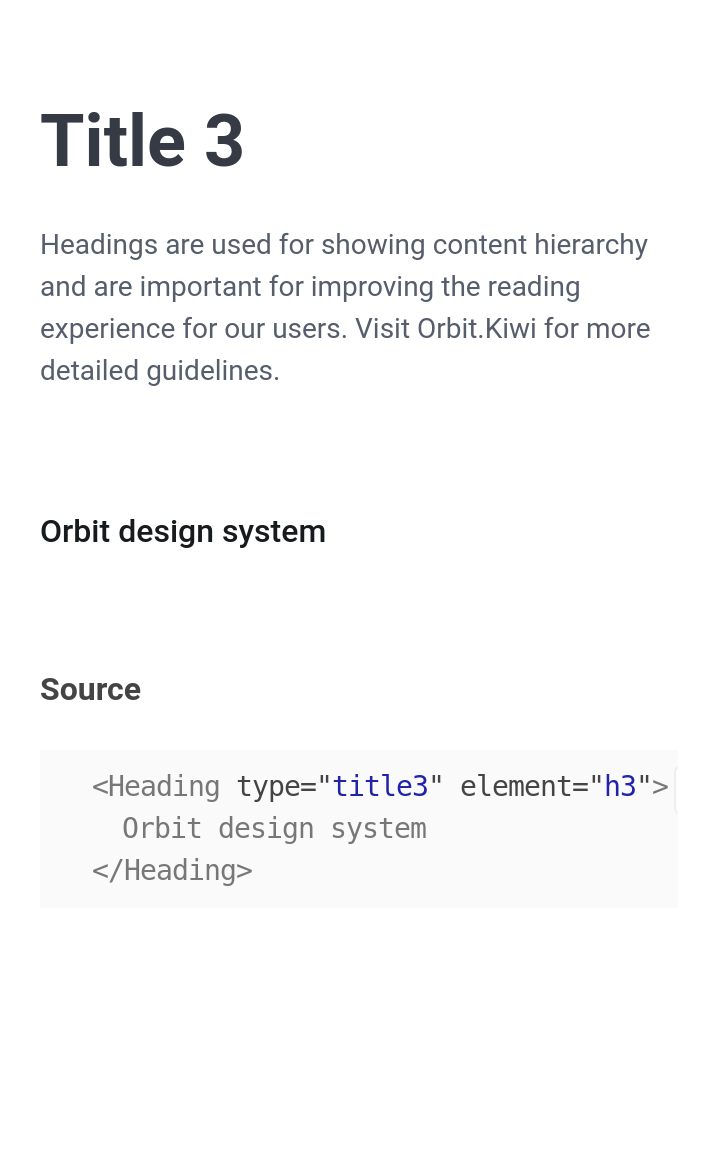 Title 3
Headings are used for showing content hierarchy
and are important for improving the reading
experience for our users. Visit Orbit.Kiwi for more
detailed guidelines.
Orbit design system
Source
<Heading type="title3" element="h3">
Orbit design system
</Heading>